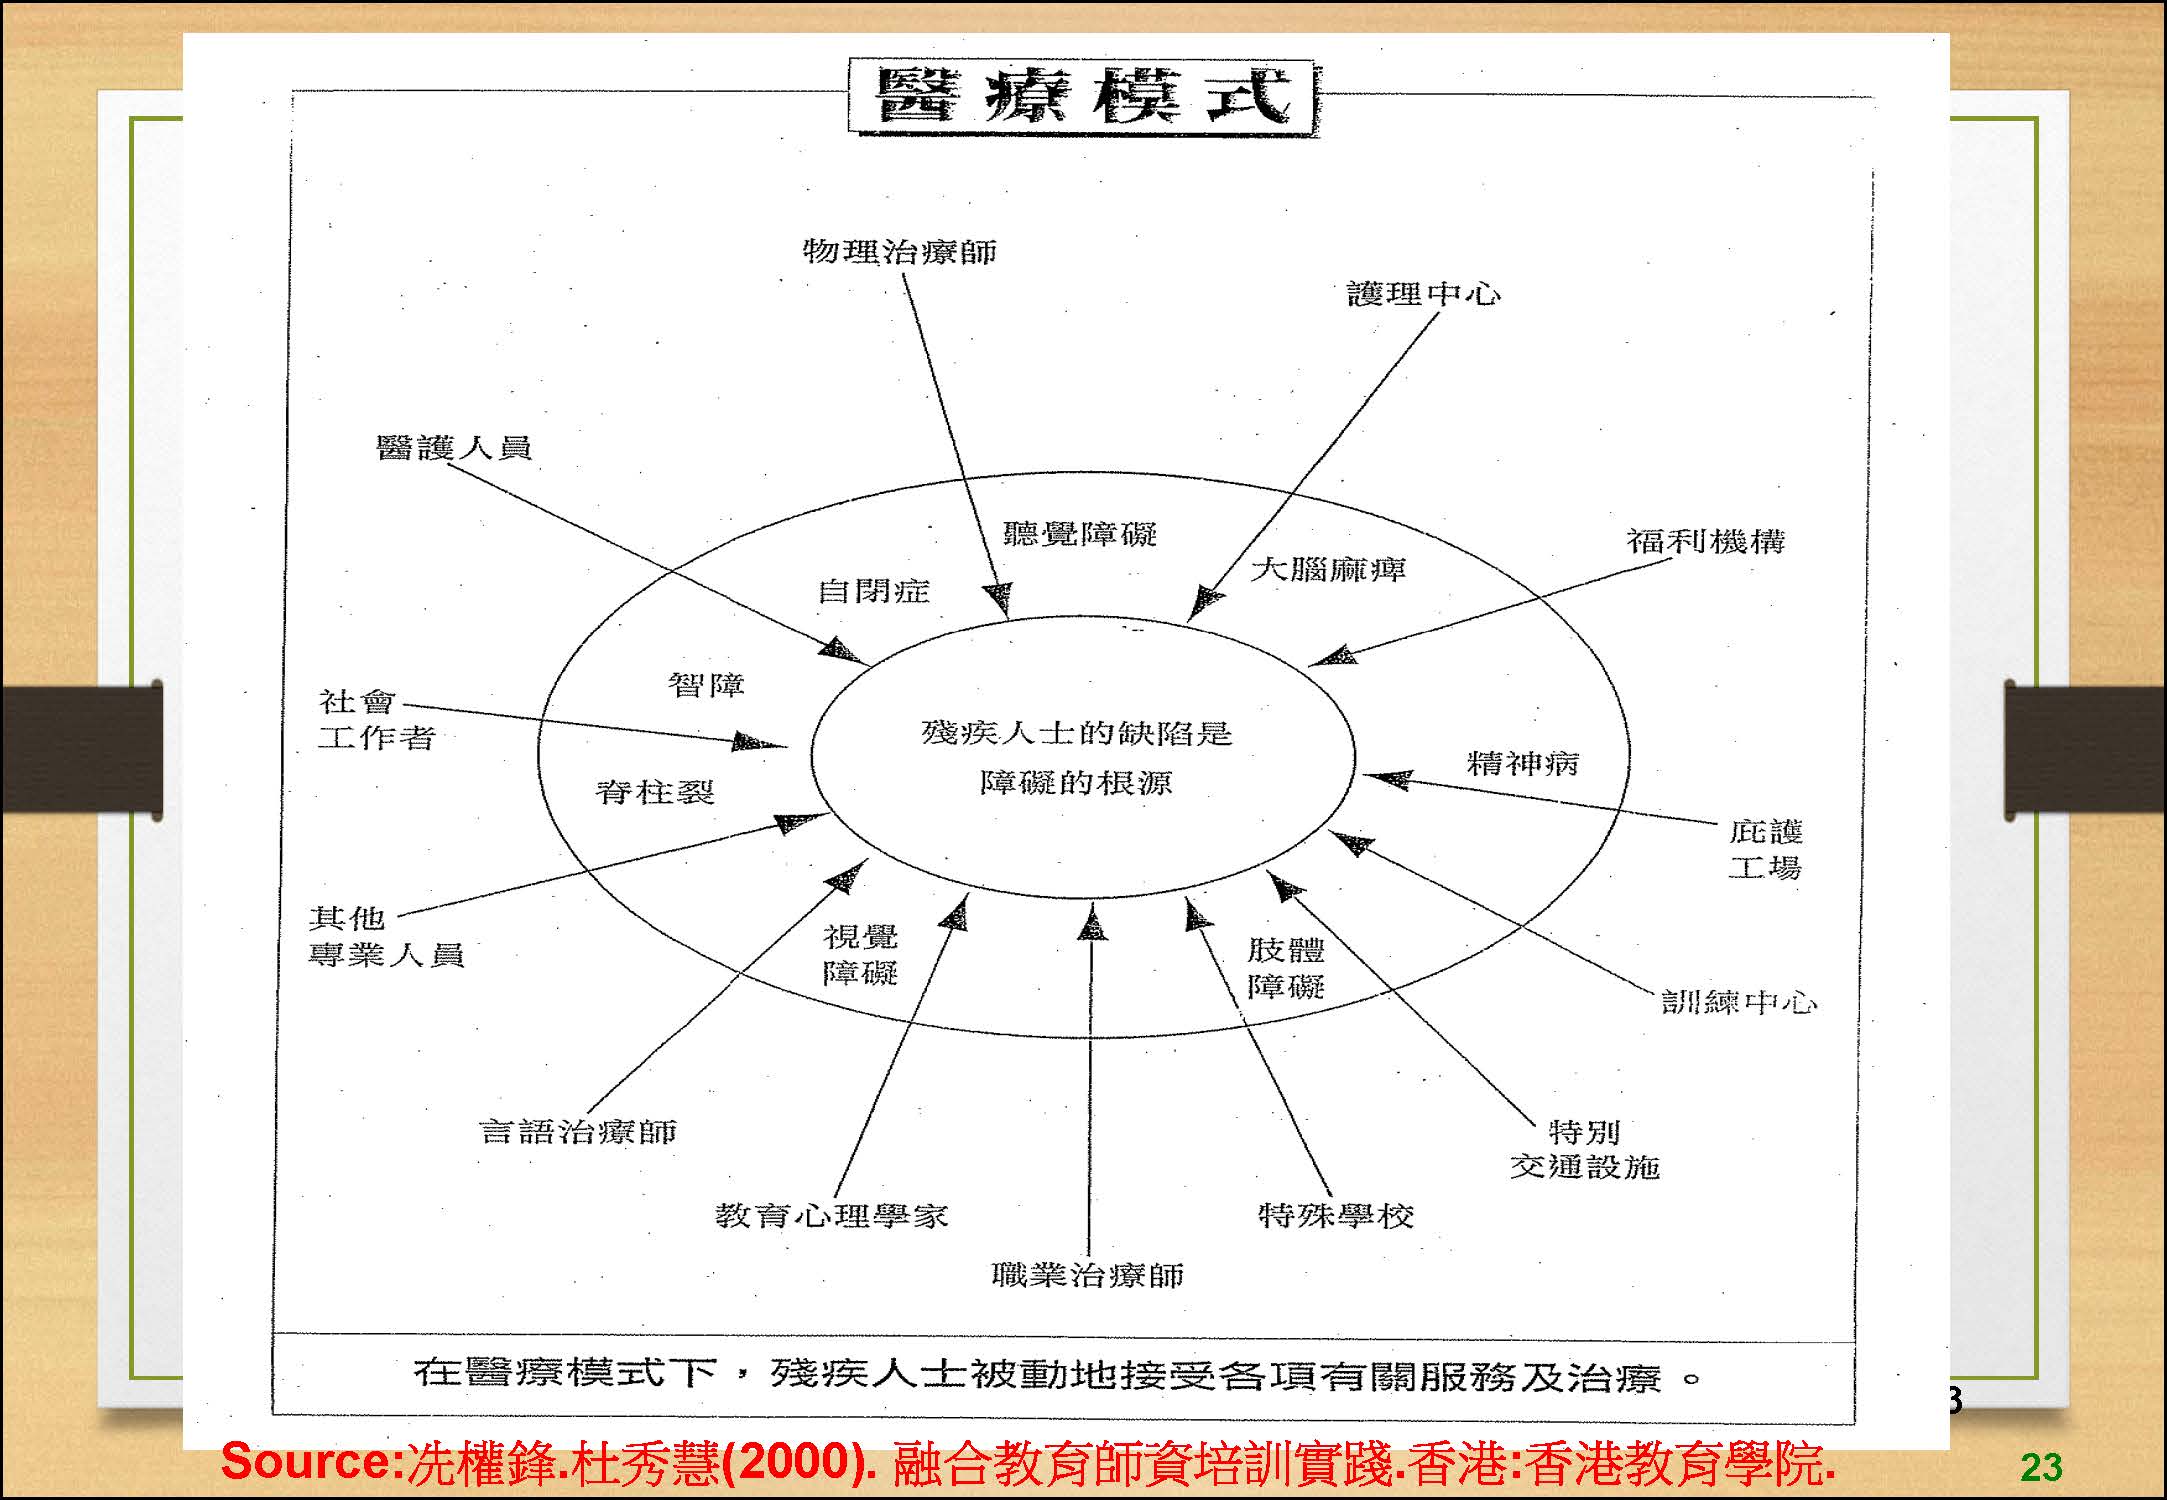 醫療模式
物理治療師
護理中心
醫護人員
聽覺障礙
福利機構
大腦麻痺
自閉症
智障
社會
工作者
殘疾人士的缺陷是
障礙的根源
精神病
脊柱裂
庇護
工場
其他
專業人員
視覺
障礙
肢體
障礙
訓練中心
言語治療師
特別
交通設施
教育心理學家
特殊學校
職業治療師
在醫療模式下，殘疾人士被動地接受各項有關服務及治療。
3
Source:冼權鋒.杜秀慧(2000). 融合教育師資培訓實踐.香港:香港教育學院.
23